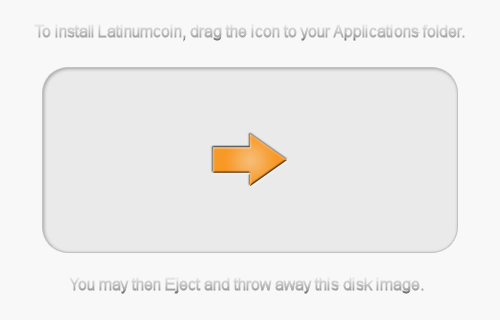 To install Latinumcoin, drag the icon to your Applications folder.
You may then Eject and throw away this disk image.